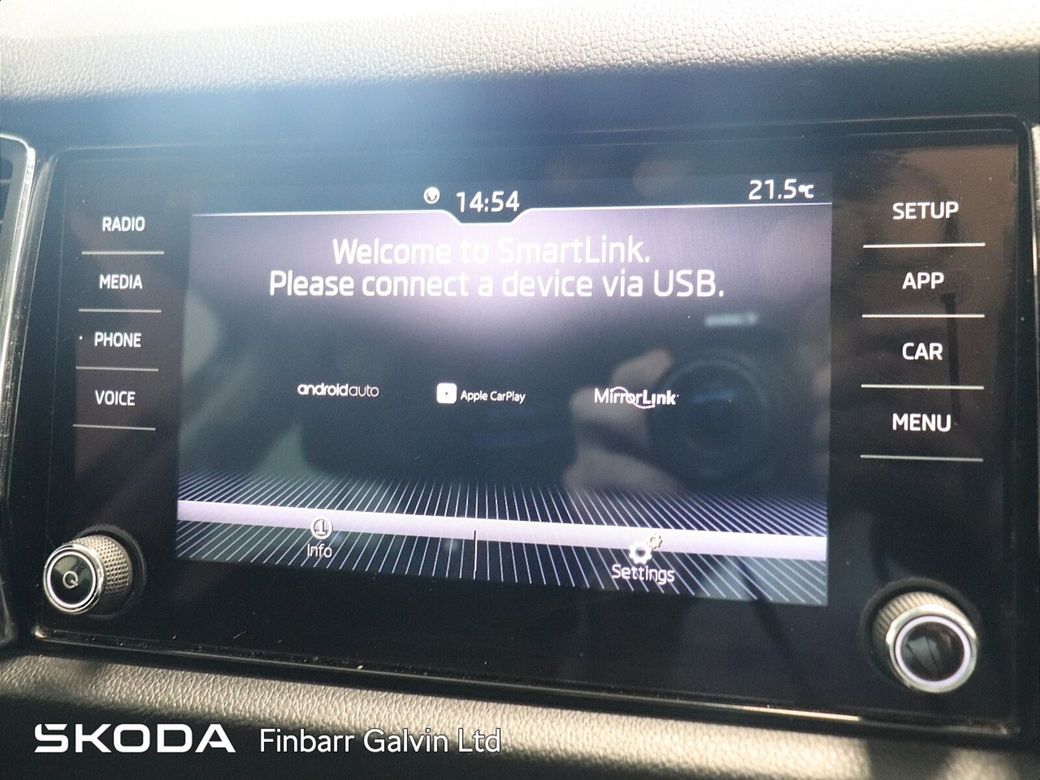 14:54
21.5°C
RADIO
MEDIA
PHONE
VOICE
Welcome to SmartLink.
Please connect a device via USB.
androidauto
Apple CarPlay
MirrorLink
Info
Settings
SETUP
APP
CAR
MENU
ŠKODA Finbarr Galvin Ltd